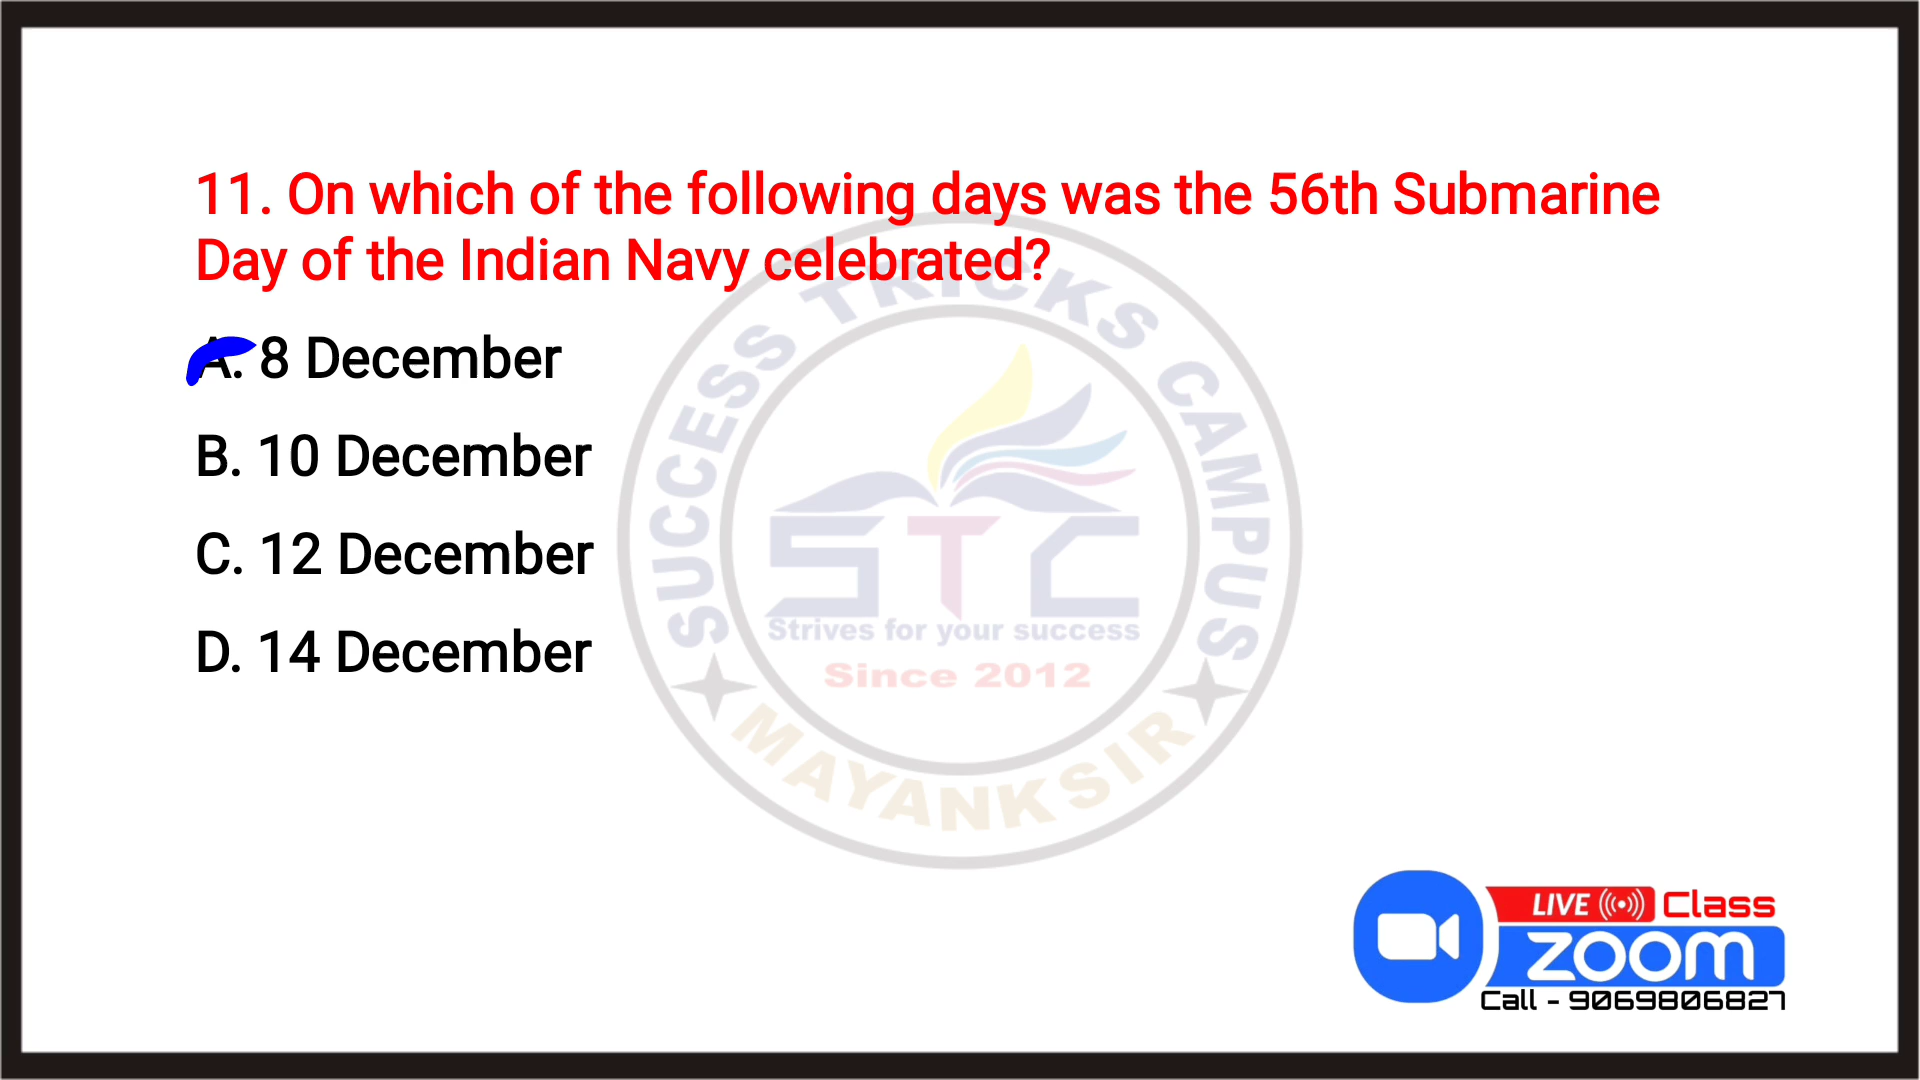 11. On which of the following days was the 56th Submarine
Day of the Indian Navy celebrated?
A. 8 December
B. 10 December
C. 12 December
D. 14 December
SUCCESS TRICKS CAMPUS
STC
Strives for your success
Since 2012
MAYANKSIR
LIVE Class
zoom
Call - 9069806827